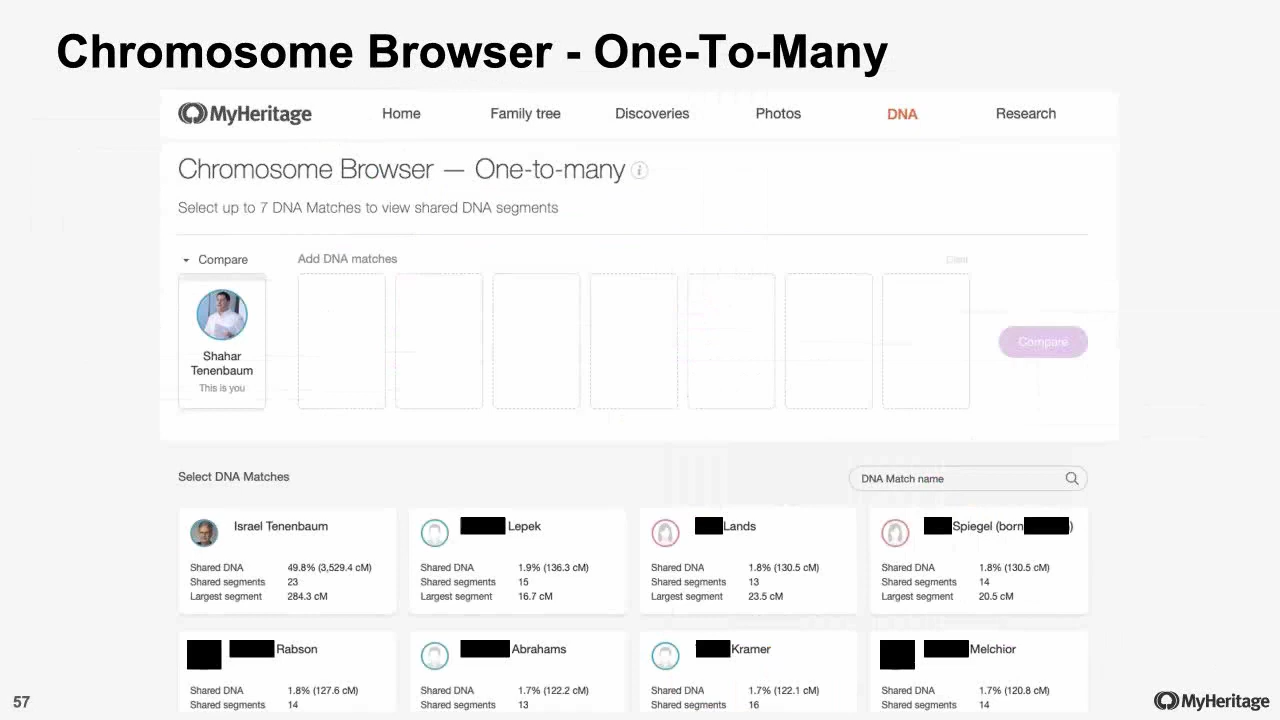 Chromosome Browser - One-To-Many
MyHeritage Home Family tree Discoveries Photos DNA Research
Chromosome Browser — One-to-many i
Select up to 7 DNA Matches to view shared DNA segments
Compare Add DNA matches Clear
Shahar
Tenenbaum
This is you
Compare
Select DNA Matches DNA Match name
Israel Tenenbaum
Shared DNA 49.8% (3,529.4 cM)
Shared segments 23
Largest segment 284.3 cM
Lepek
Shared DNA 1.9% (136.3 cM)
Shared segments 15
Largest segment 16.7 cM
Lands
Shared DNA 1.8% (130.5 cM)
Shared segments 13
Largest segment 23.5 cM
Spiegel (born )
Shared DNA 1.8% (130.5 cM)
Shared segments 14
Largest segment 20.5 cM
Rabson
Shared DNA 1.8% (127.6 cM)
Shared segments 14
Abrahams
Shared DNA 1.7% (122.2 cM)
Shared segments 13
Kramer
Shared DNA 1.7% (122.1 cM)
Shared segments 16
Melchior
Shared DNA 1.7% (120.8 cM)
Shared segments 14
57
MyHeritage